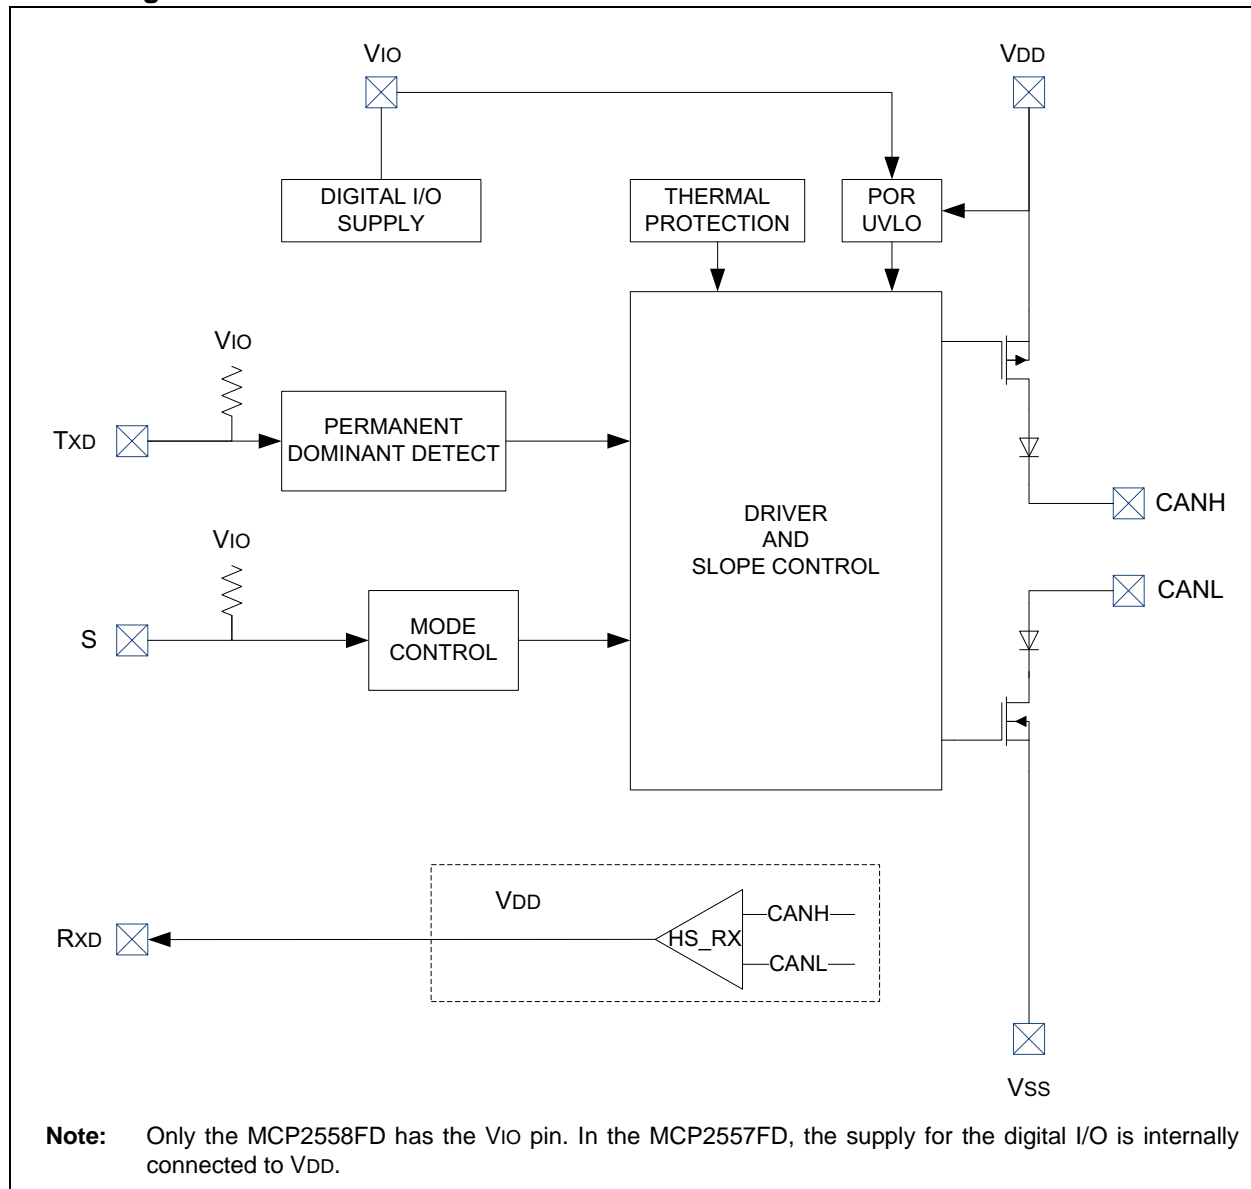 VIO
VDD
DIGITAL I/O
SUPPLY
THERMAL
PROTECTION
POR
UVLO
VIO
TXD
PERMANENT
DOMINANT DETECT
CANH
DRIVER
AND
SLOPE CONTROL
VIO
CANL
S
MODE
CONTROL
VDD
CANH
RXD
HS_RX
CANL
VSS
Note: Only the MCP2558FD has the VIO pin. In the MCP2557FD, the supply for the digital I/O is internally
connected to VDD.